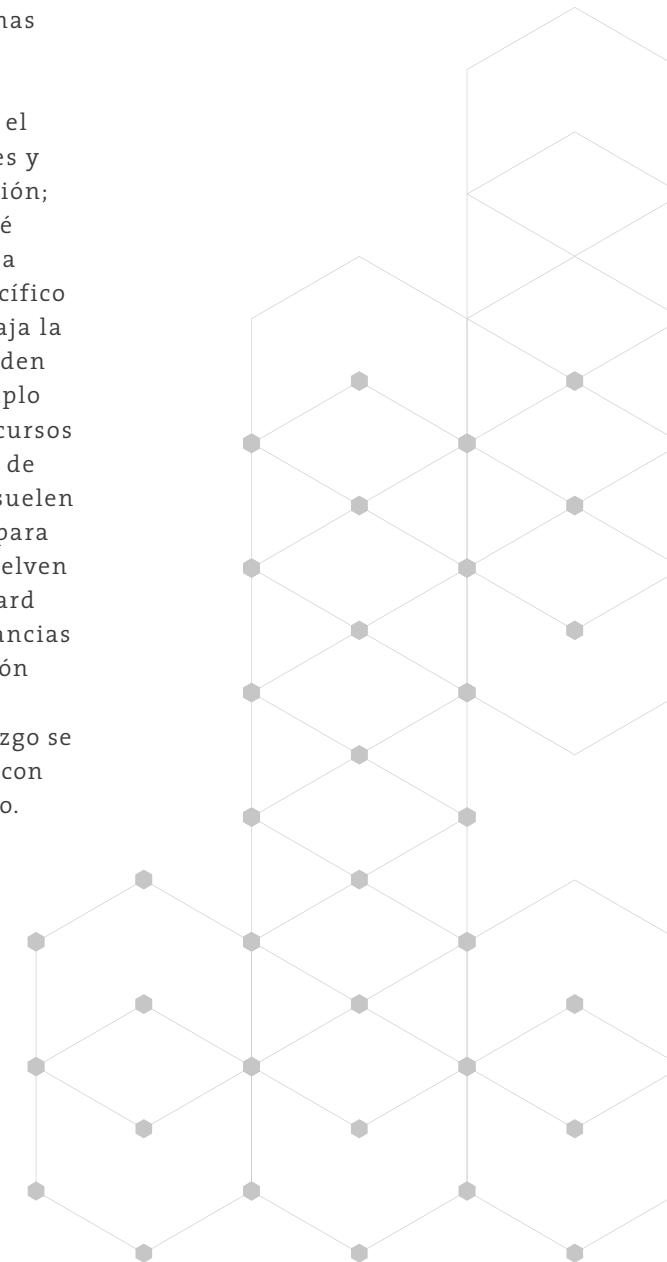 nas
el
es y
ión;
é
a
cífico
aja la
den
plo
cursos
de
suelen
para
elven
ard
ancias
ón
zgo se
con
o.